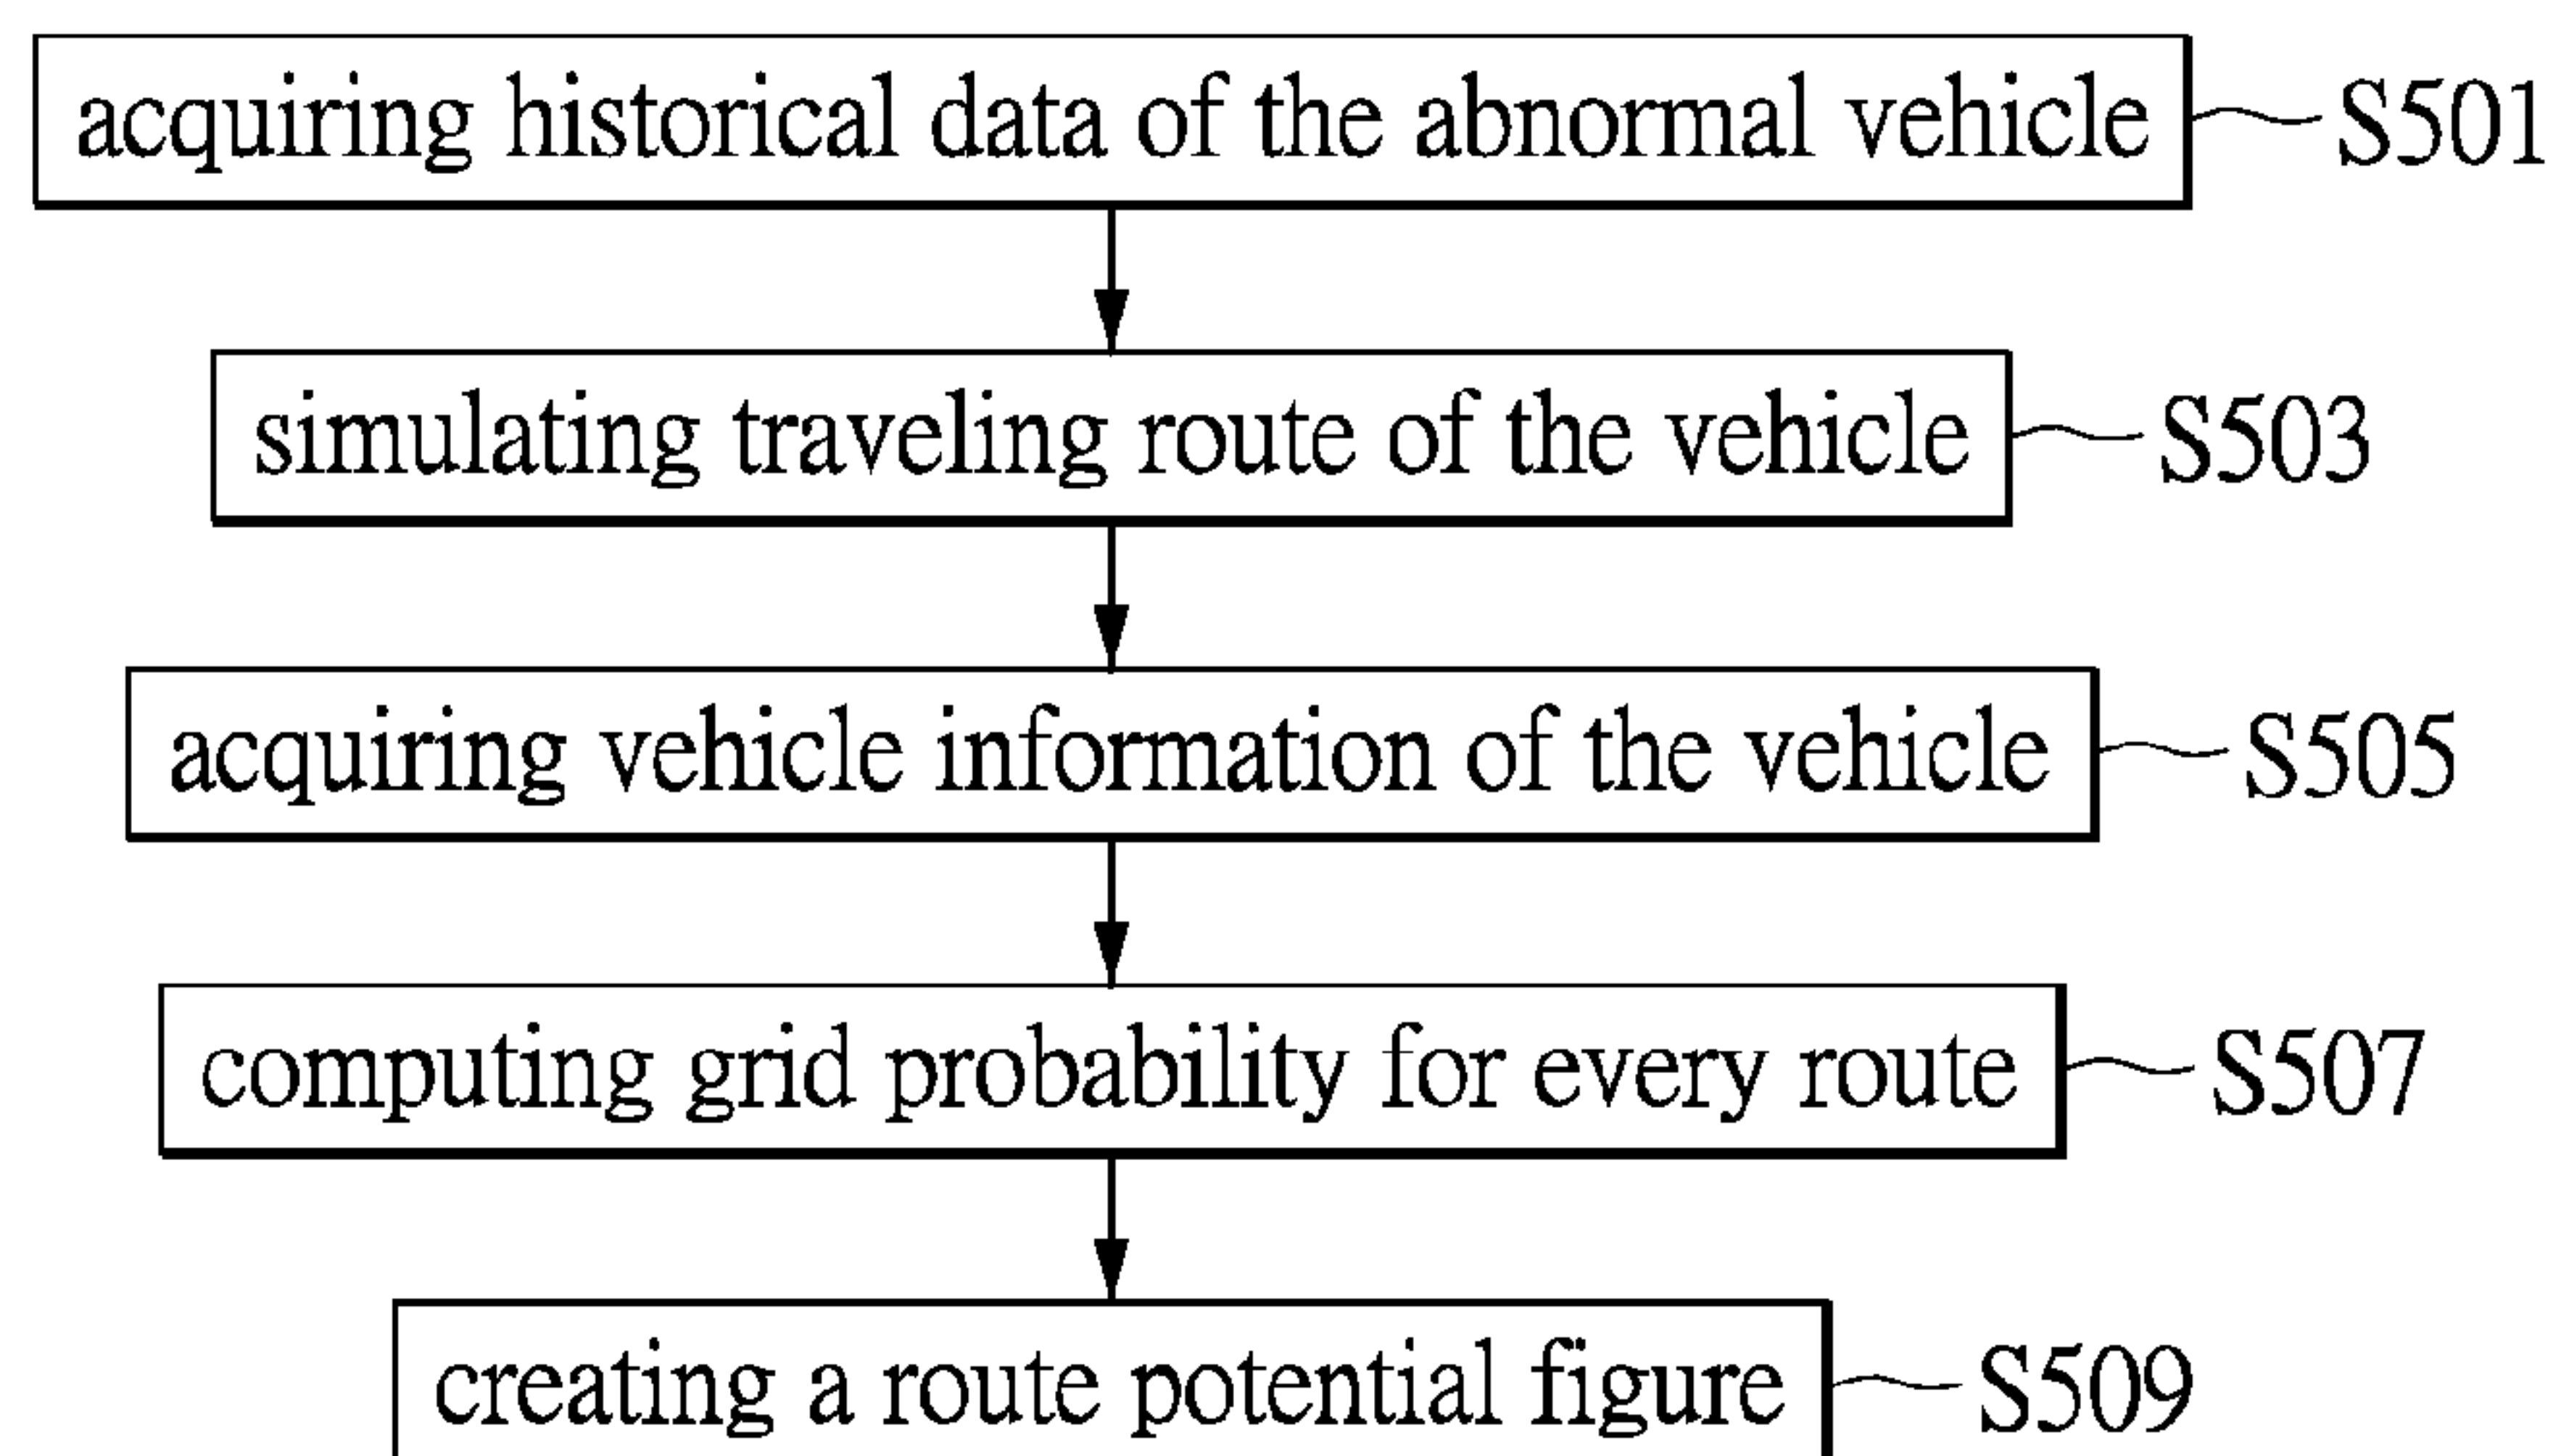 acquiring historical data of the abnormal vehicle S501
simulating traveling route of the vehicle S503
acquiring vehicle information of the vehicle S505
computing grid probability for every route S507
creating a route potential figure S509